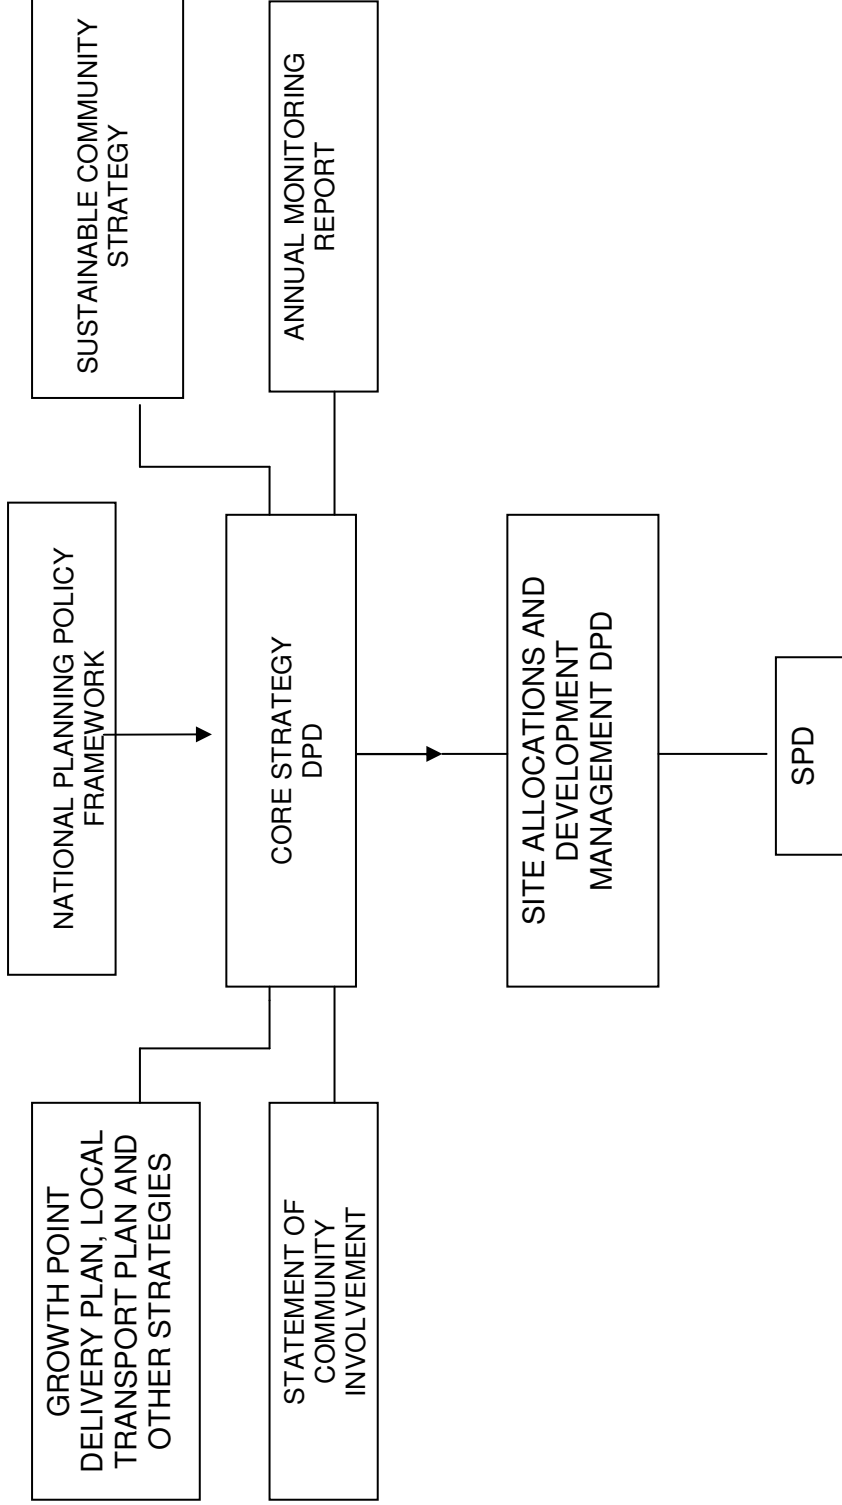 NATIONAL PLANNING POLICY
FRAMEWORK
GROWTH POINT
DELIVERY PLAN, LOCAL
TRANSPORT PLAN AND
OTHER STRATEGIES
SUSTAINABLE COMMUNITY
STRATEGY
CORE STRATEGY
DPD
STATEMENT OF
COMMUNITY
INVOLVEMENT
ANNUAL MONITORING
REPORT
SITE ALLOCATIONS AND
DEVELOPMENT
MANAGEMENT DPD
SPD